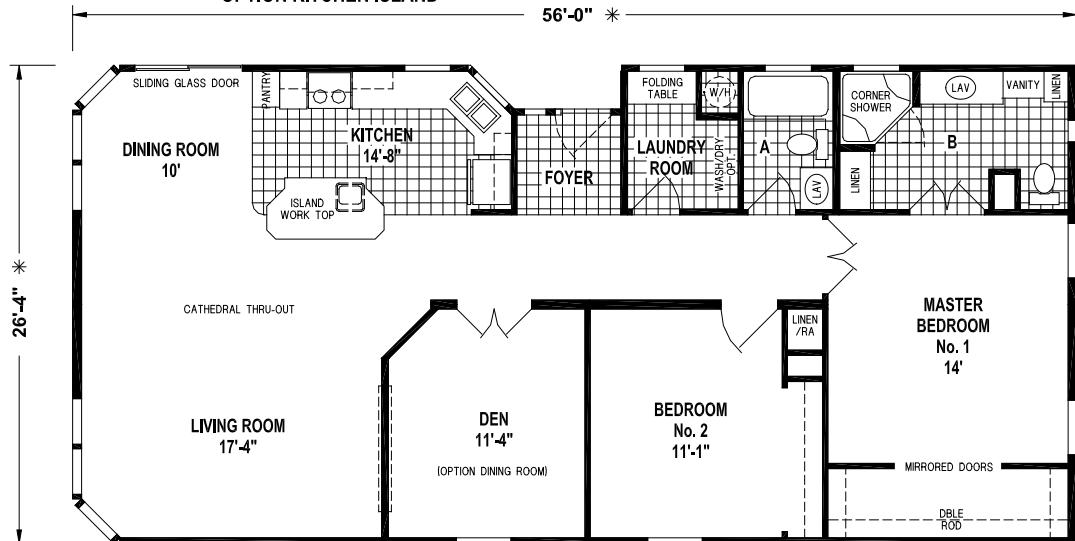 OPTION KITCHEN ISLAND
56'-0" ✳
SLIDING GLASS DOOR
PANTRY
KITCHEN
14'-8"
DINING ROOM
10'
ISLAND
WORK TOP
FOYER
FOLDING
TABLE
W/H
LAUNDRY
ROOM
WASH/DRY
OPT.
A
LAV
CORNER
SHOWER
LAV
VANITY
LINEN
B
LINEN
26'-4" ✳
CATHEDRAL THRU-OUT
LIVING ROOM
17'-4"
DEN
11'-4"
(OPTION DINING ROOM)
BEDROOM
No. 2
11'-1"
LINEN
/RA
MASTER
BEDROOM
No. 1
14'
MIRRORED DOORS
DBLE
ROD